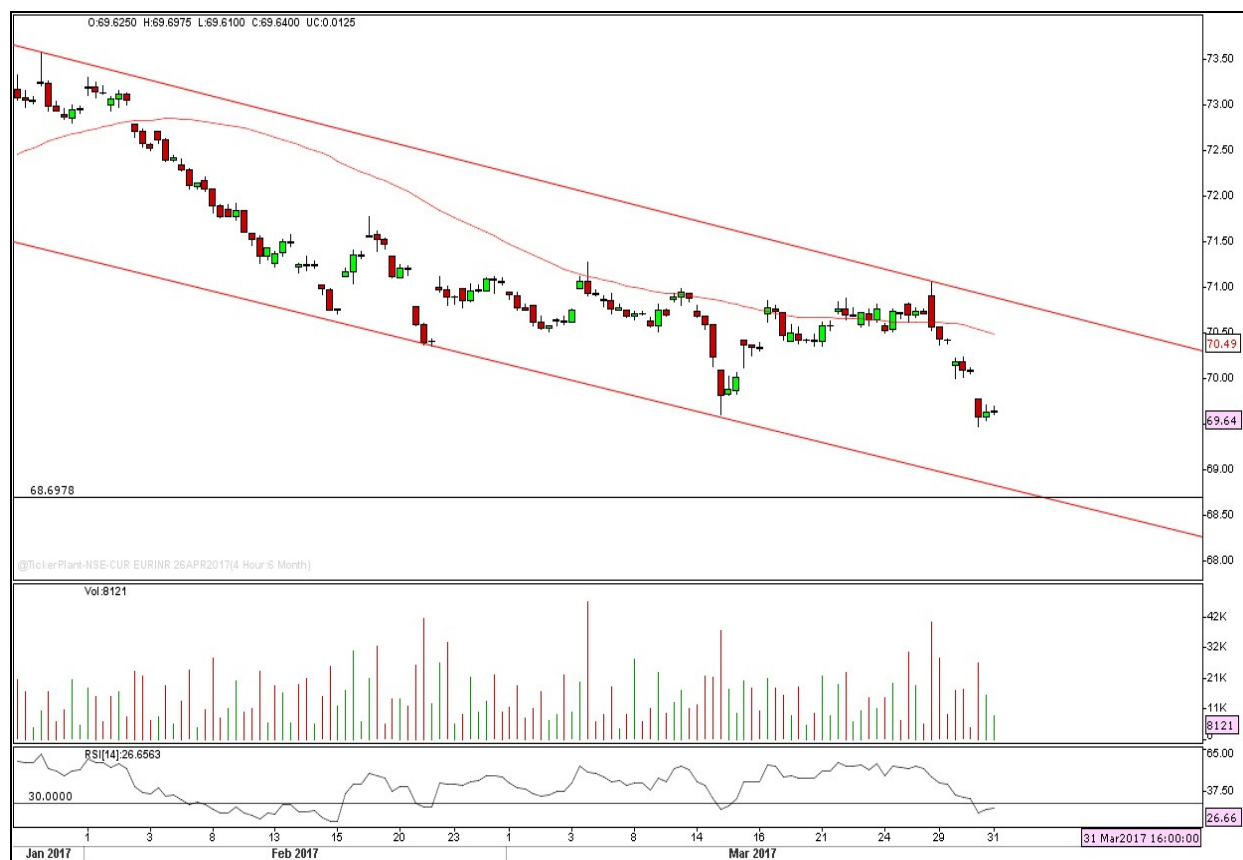 O:69.6250 H:69.6975 L:69.6100 C:69.6400 UC:0.0125
73.50
73.00
72.50
72.00
71.50
71.00
70.50
70.49
70.00
69.64
69.00
68.6978
68.50
68.00
@TickerPlant-NSE-CUR EURINR 26APR2017(4 Hour:6 Month)
Vol:8121
42K
32K
21K
11K
8121
0
RSI[14]:26.6563
65.00
37.50
30.0000
26.66
1 3 8 13 15 20 23 1 3 8 14 16 21 24 29 31
31 Mar2017 16:00:00
Jan 2017 Feb 2017 Mar 2017